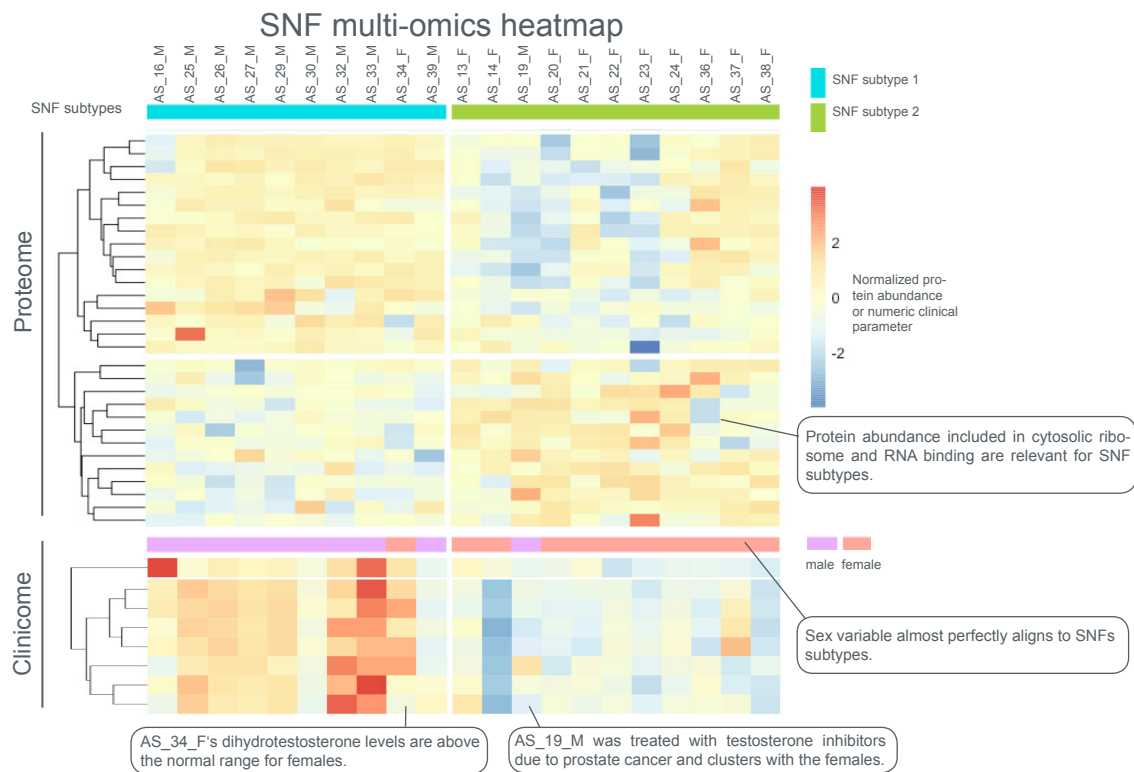 SNF multi-omics heatmap
AS_16_M
AS_25_M
AS_26_M
AS_27_M
AS_29_M
AS_30_M
AS_32_M
AS_33_M
AS_34_F
AS_39_M
AS_13_F
AS_14_F
AS_19_M
AS_20_F
AS_21_F
AS_22_F
AS_23_F
AS_24_F
AS_36_F
AS_37_F
AS_38_F
SNF subtypes
SNF subtype 1
SNF subtype 2
Proteome
2
0
-2
Normalized pro-
tein abundance
or numeric clinical
parameter
Protein abundance included in cytosolic ribo-
some and RNA binding are relevant for SNF
subtypes.
male
female
Clinicome
Sex variable almost perfectly aligns to SNFs
subtypes.
AS_34_F‘s dihydrotestosterone levels are above
the normal range for females.
AS_19_M was treated with testosterone inhibitors
due to prostate cancer and clusters with the females.